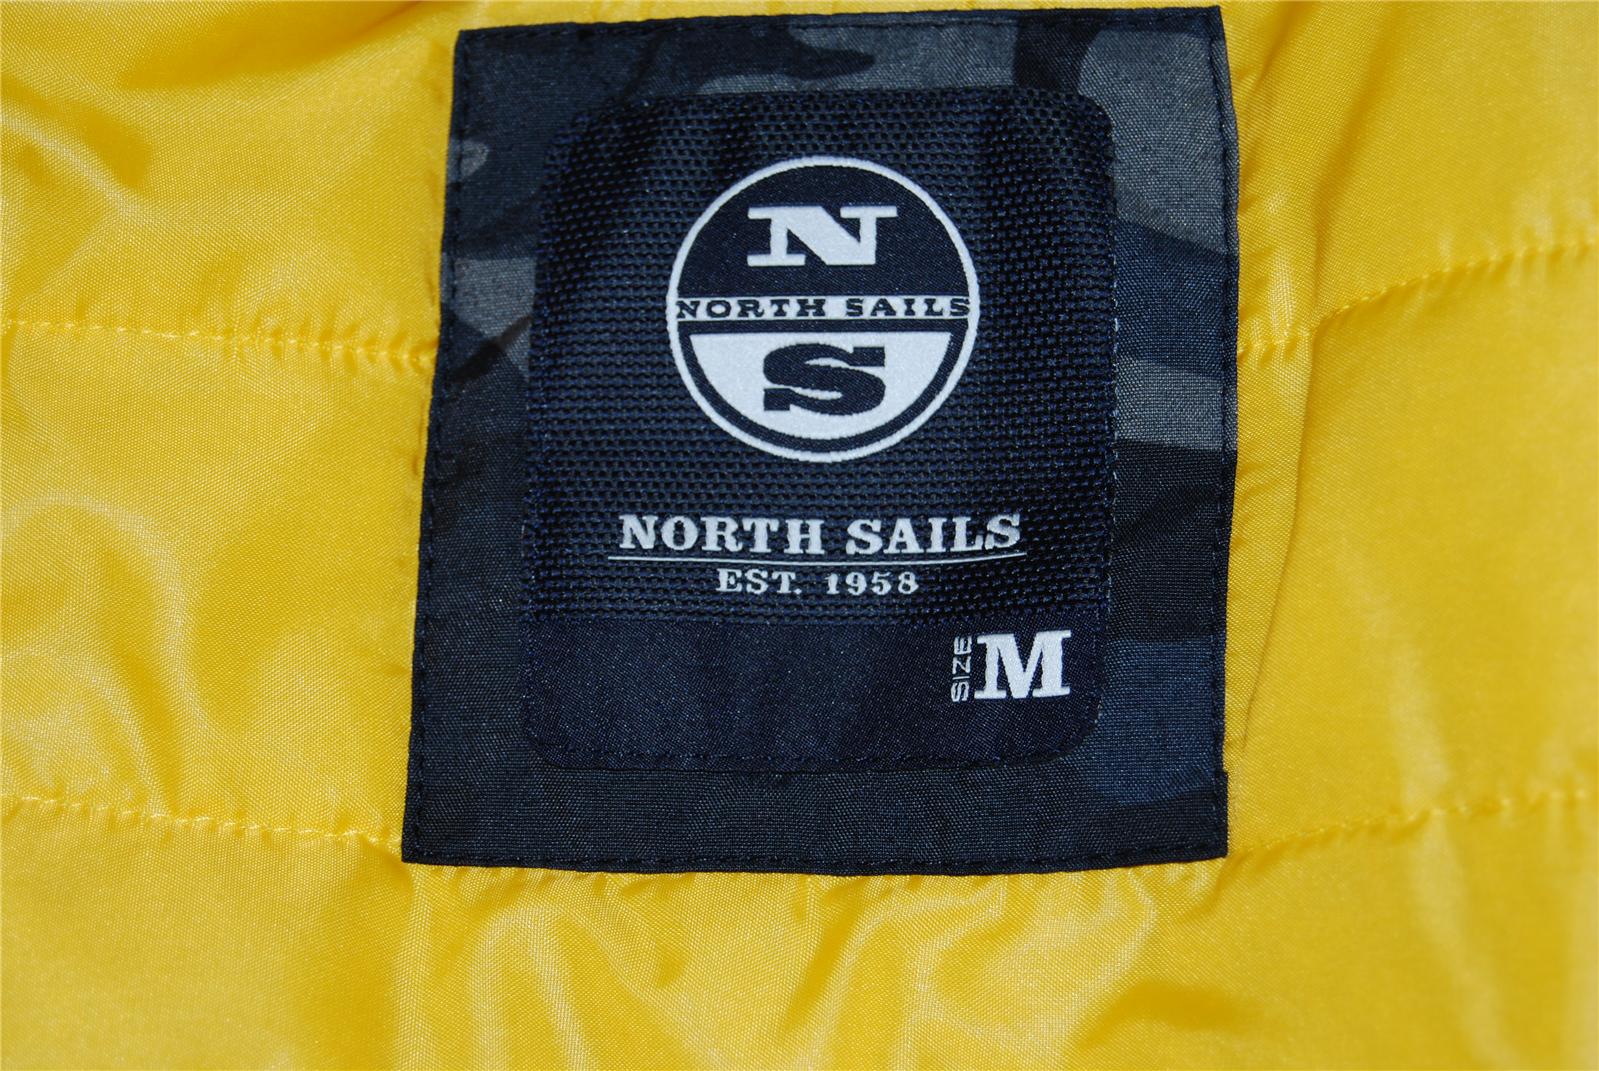 N
NORTH SAILS
S
NORTH SAILS
EST. 1958
SIZE M